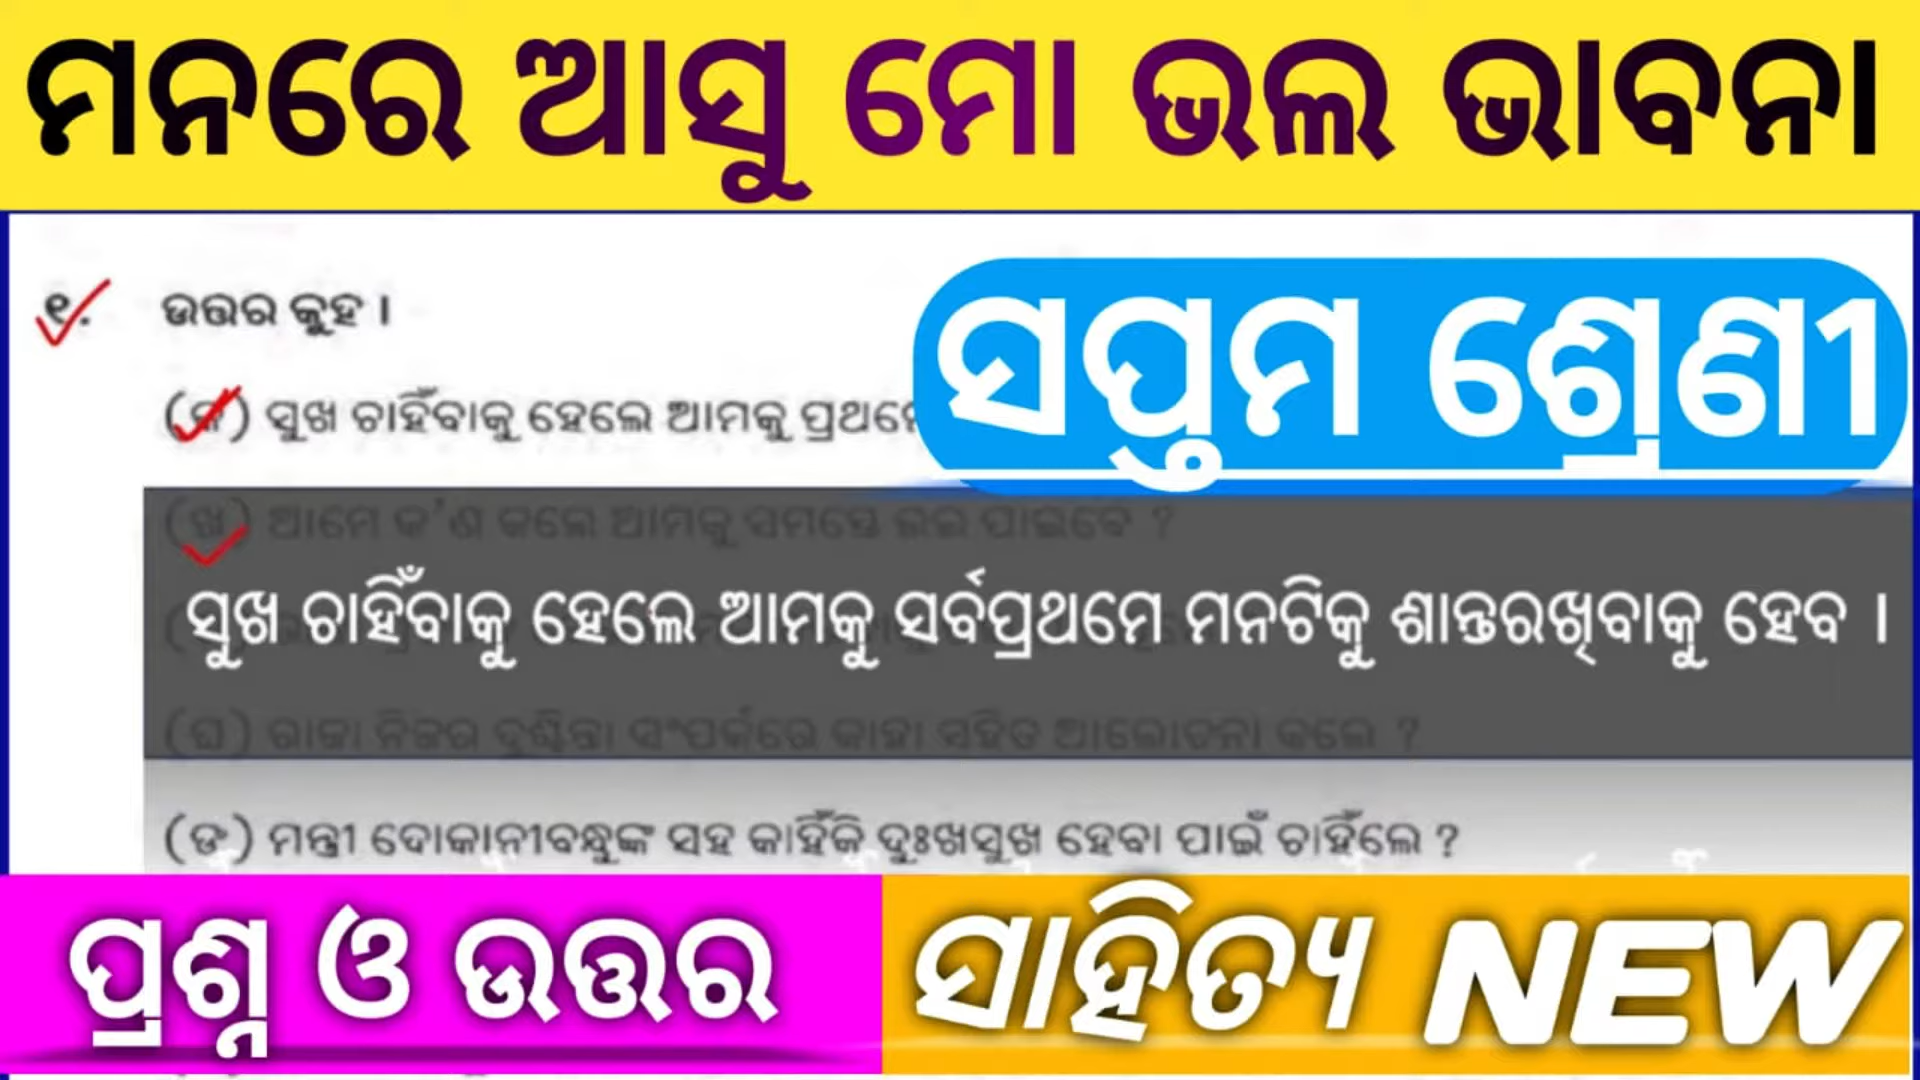 ମନରେ ଆସୁ ମୋ ଭଲ ଭାବନା
୧. ଉତ୍ତର କୁହ ।
ସପ୍ତମ ଶ୍ରେଣୀ
(କ) ସୁଖ ଚାହିଁବାକୁ ହେଲେ ଆମକୁ
(ଖ) ଆମେ କ'ଣ କଲେ ଆମକୁ ସମସ୍ତେ ଭଲ ପାଇବେ ?
ସୁଖ ଚାହିଁବାକୁ ହେଲେ ଆମକୁ ସର୍ବପ୍ରଥମେ ମନଟିକୁ ଶାନ୍ତରଖିବାକୁ ହେବ ।
(ଘ) ରାଜା ନିଜର ଦୁଶ୍ଚିନ୍ତା ସଂପର୍କରେ କାହା ସହିତ ଆଲୋଚନା କଲେ ?
(ଙ) ମନ୍ତ୍ରୀ ଦୋକାନୀବନ୍ଧୁଙ୍କ ସହ କାହିଁକି ଦୁଃଖସୁଖ ହେବା ପାଇଁ ଚାହିଁଲେ ?
ପ୍ରଶ୍ନ ଓ ଉତ୍ତର
ସାହିତ୍ୟ NEW